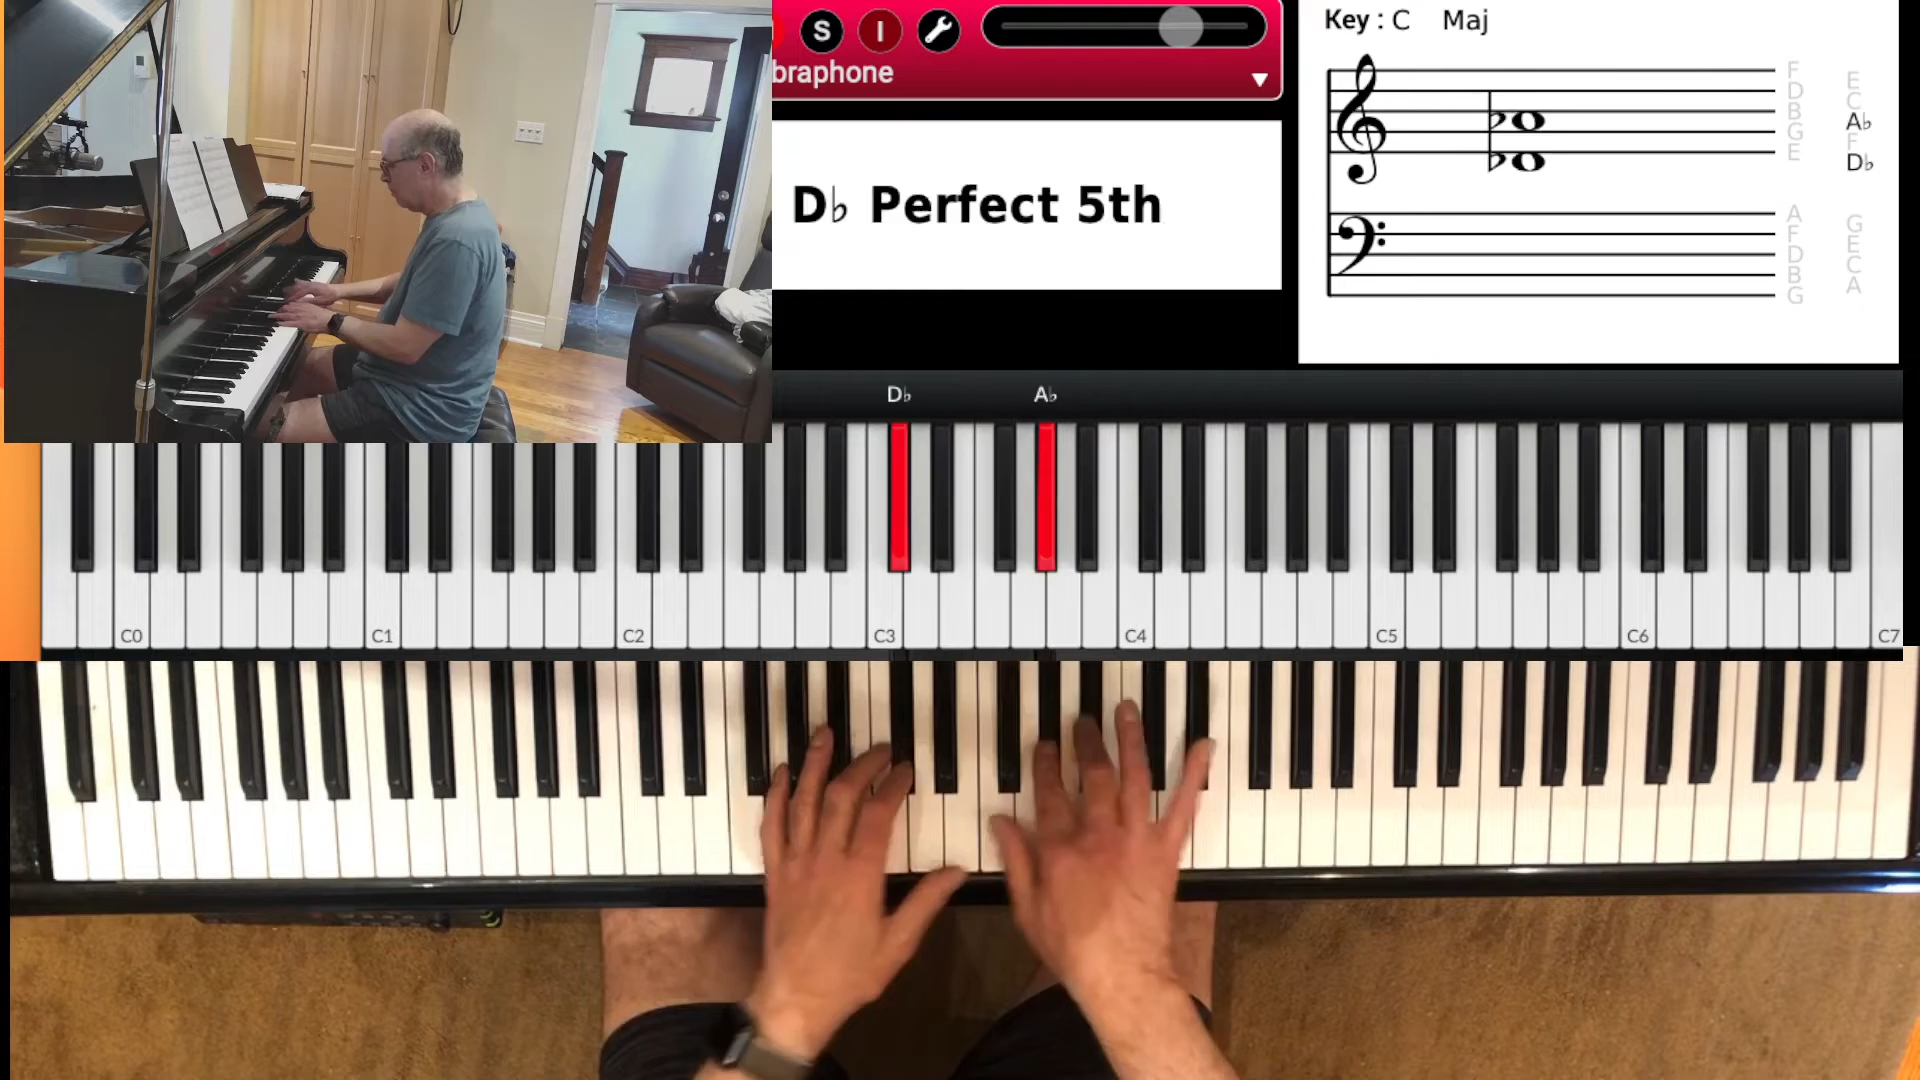 S I
braphone
Key : C Maj
D♭ Perfect 5th
F
D
B
G
E
E
C
A♭
F
D♭
A
F
D
B
G
G
E
C
A
D♭ A♭
C0 C1 C2 C3 C4 C5 C6 C7